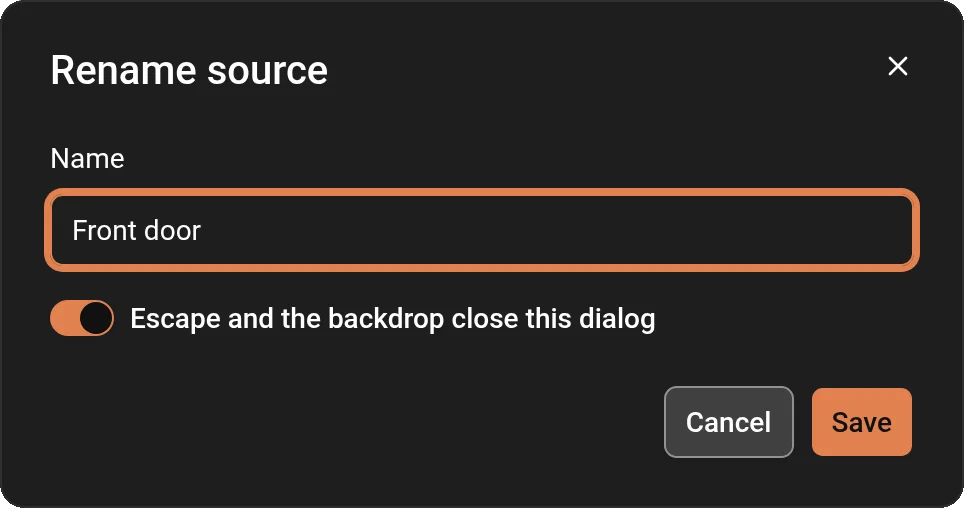 Rename source
Name
Front door
Escape and the backdrop close this dialog
Cancel
Save